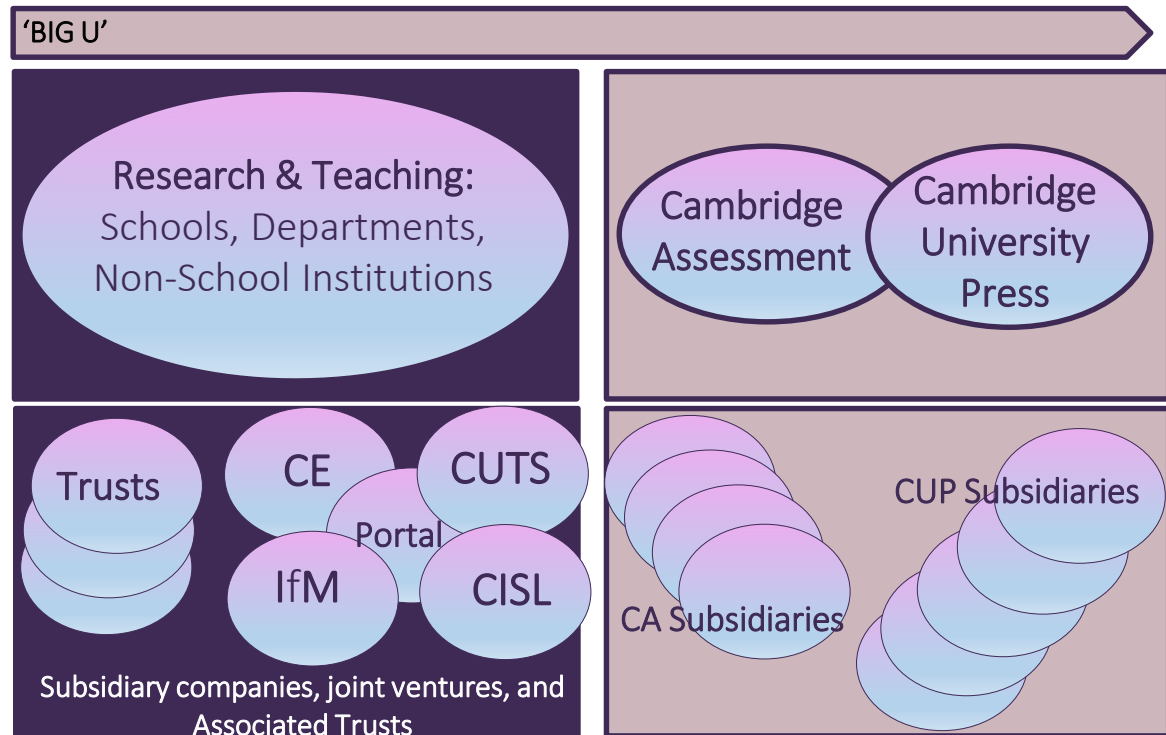 ‘BIG U’
Research & Teaching:
Schools, Departments,
Non-School Institutions
Cambridge
Assessment
Cambridge
University
Press
Trusts
CE
CUTS
Portal
IfM
CISL
Subsidiary companies, joint ventures, and
Associated Trusts
CUP Subsidiaries
CA Subsidiaries